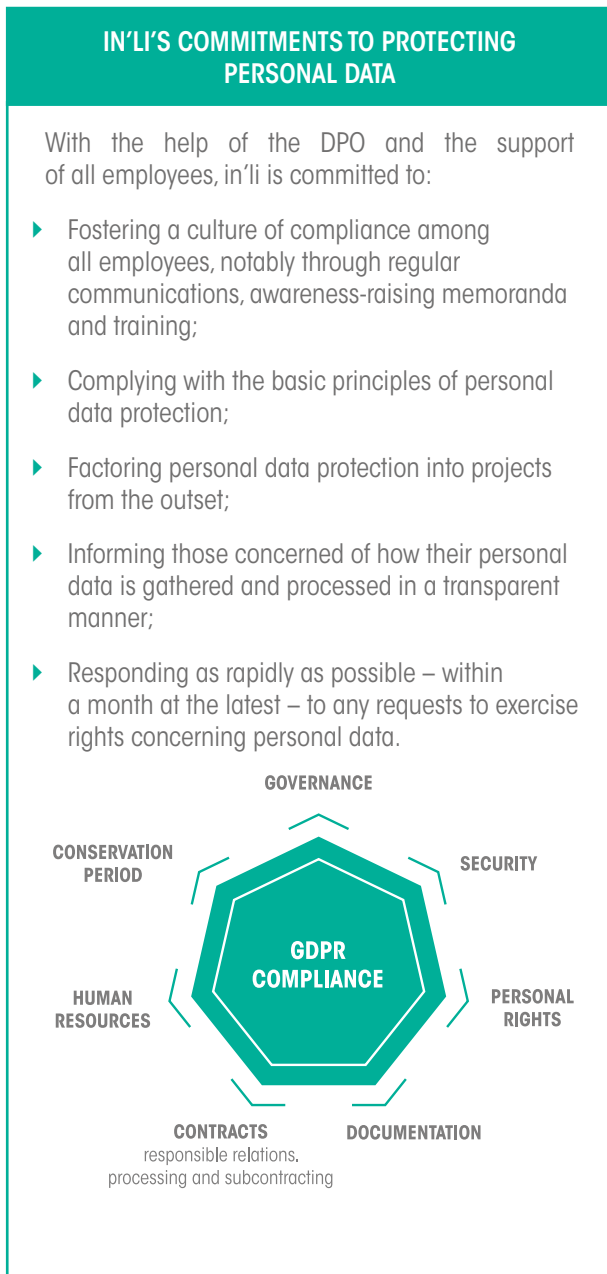 IN’LI’S COMMITMENTS TO PROTECTING
PERSONAL DATA
With the help of the DPO and the support
of all employees, in’li is committed to:
Fostering a culture of compliance among
all employees, notably through regular
communications, awareness-raising memoranda
and training;
Complying with the basic principles of personal
data protection;
Factoring personal data protection into projects
from the outset;
Informing those concerned of how their personal
data is gathered and processed in a transparent
manner;
Responding as rapidly as possible – within
a month at the latest – to any requests to exercise
rights concerning personal data.
GOVERNANCE
CONSERVATION
PERIOD
SECURITY
GDPR
COMPLIANCE
HUMAN
RESOURCES
PERSONAL
RIGHTS
CONTRACTS
responsible relations,
processing and subcontracting
DOCUMENTATION